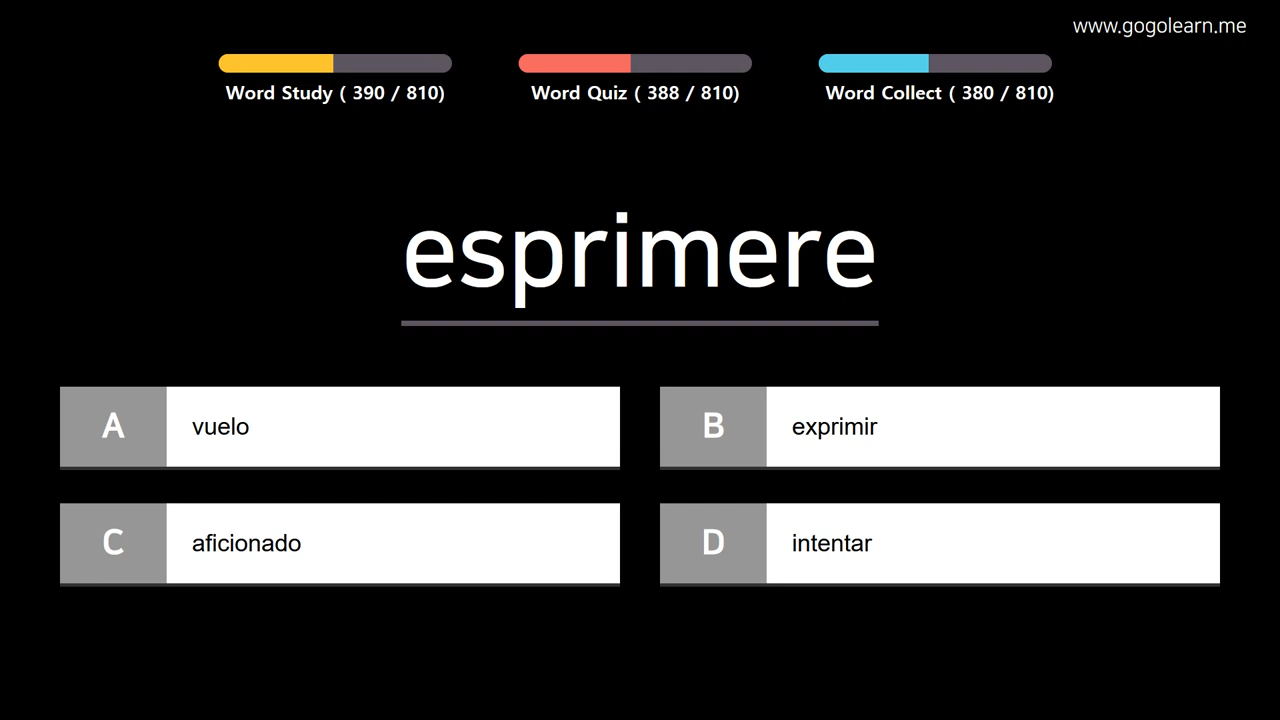 www.gogolearn.me
Word Study ( 390 / 810)
Word Quiz ( 388 / 810)
Word Collect ( 380 / 810)
esprimere
A
vuelo
B
exprimir
C
aficionado
D
intentar